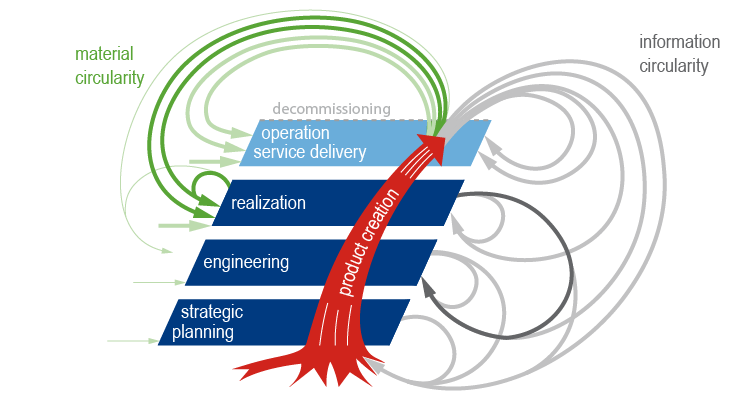 material
circularity
information
circularity
decommissioning
operation
service delivery
realization
product creation
engineering
strategic
planning